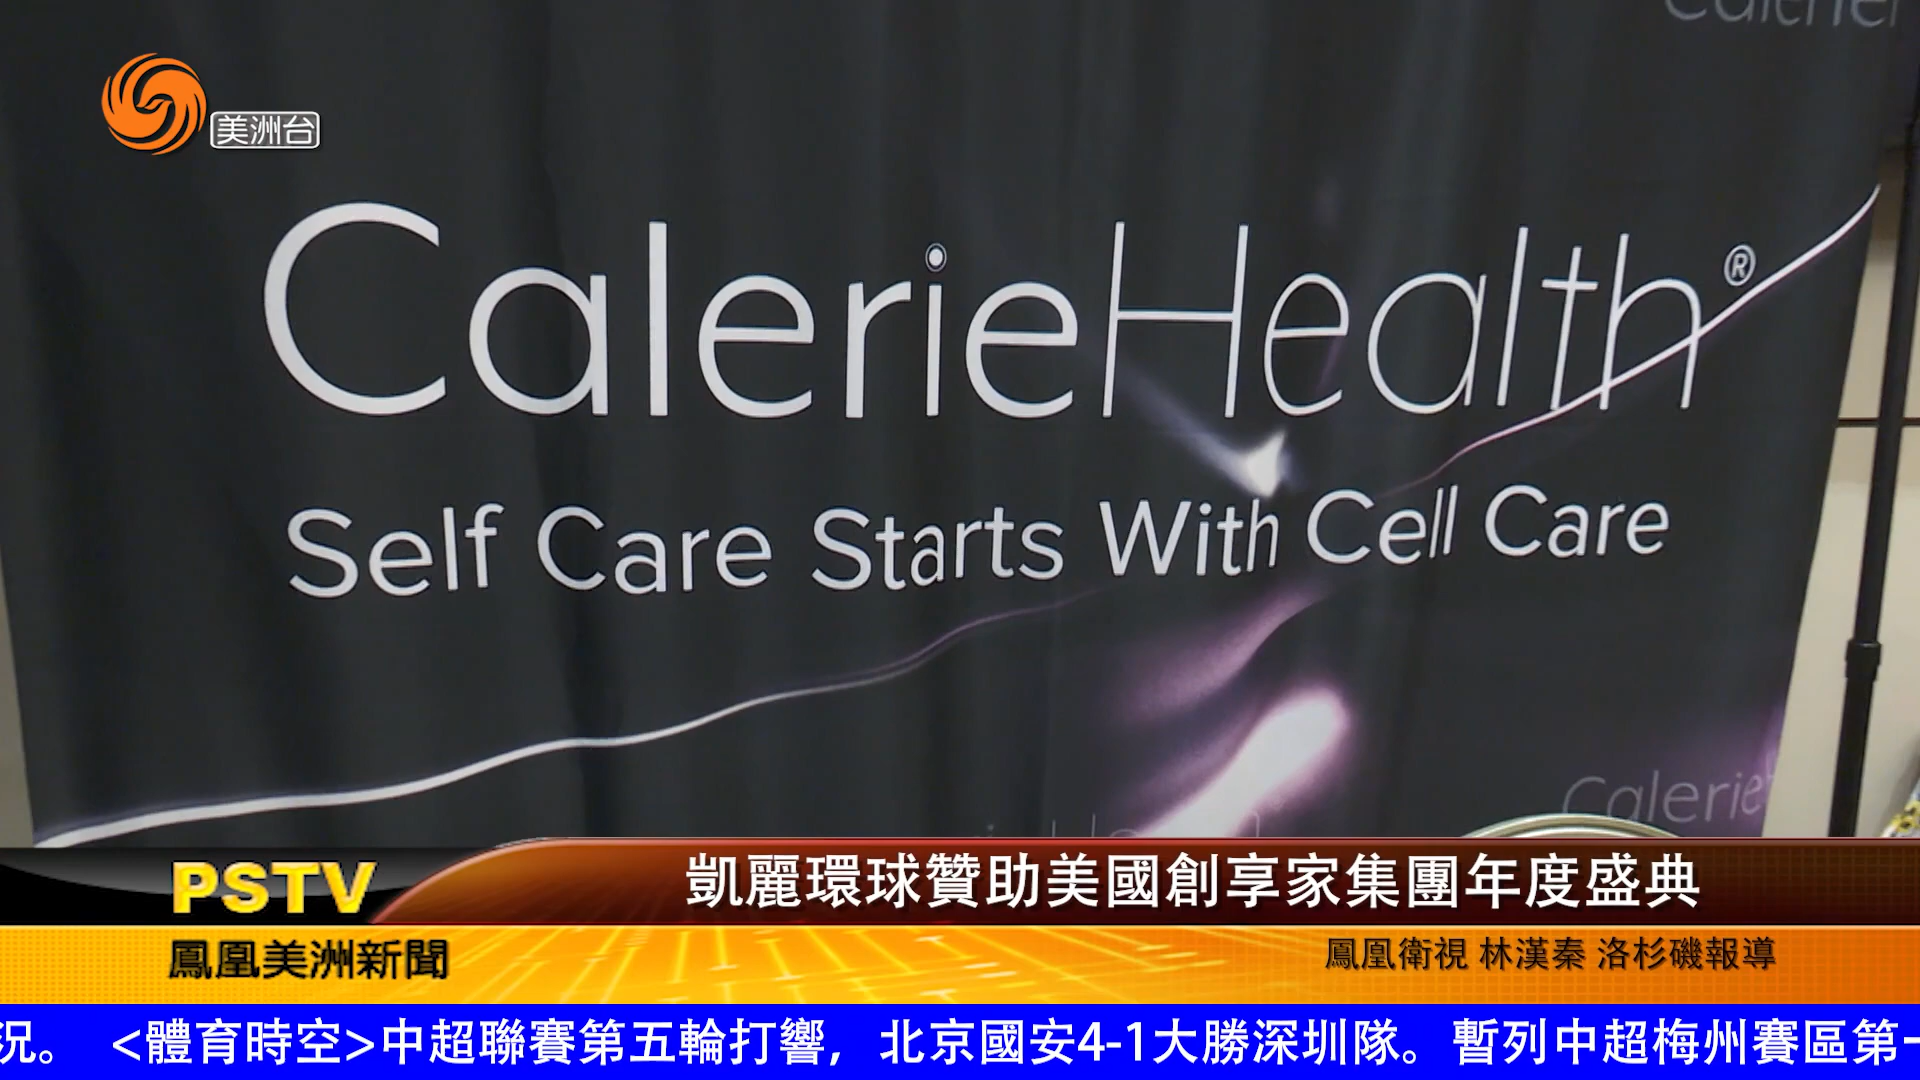 Calerie
美洲台
CalerieHealth®
Self Care Starts With Cell Care
Calerie
PSTV
凱麗環球贊助美國創享家集團年度盛典
鳳凰美洲新聞
鳳凰衛視 林漢秦 洛杉磯報導
況。 <體育時空>中超聯賽第五輪打響，北京國安4-1大勝深圳隊。暫列中超梅州賽區第一